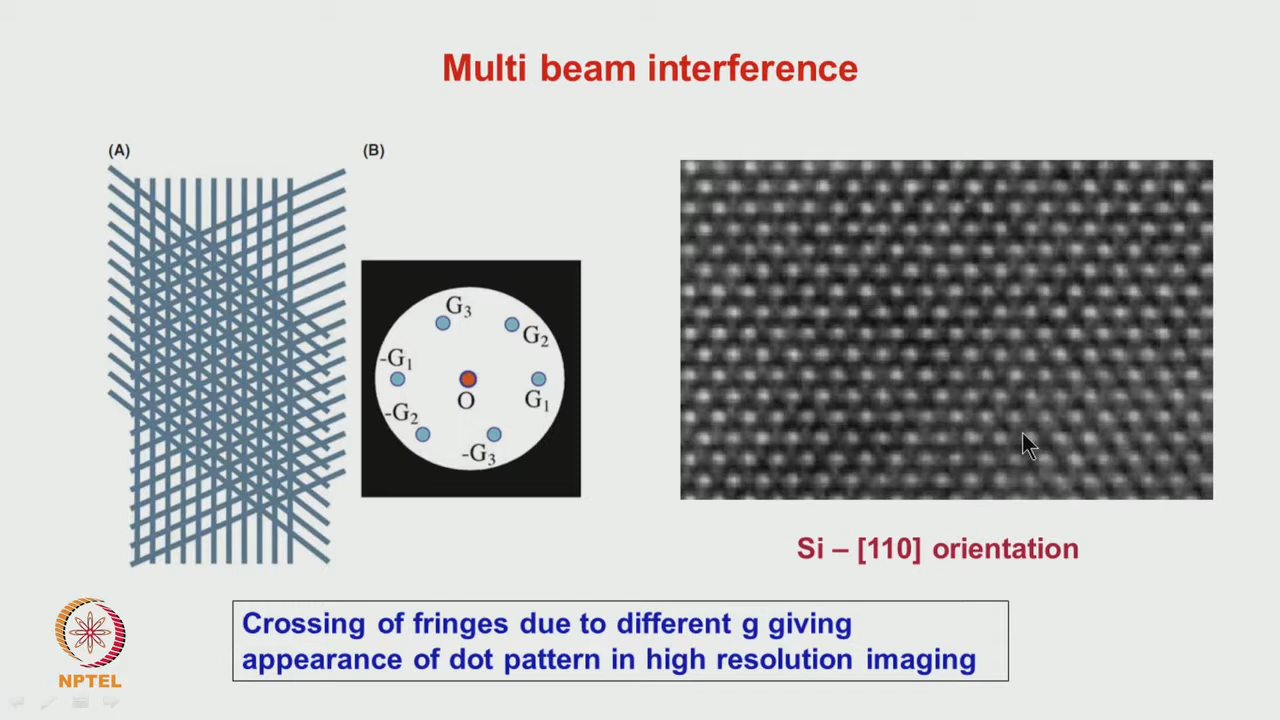 Multi beam interference
(A)
(B)
G3
G2
-G1
O
G1
-G2
-G3
Si – [110] orientation
Crossing of fringes due to different g giving
appearance of dot pattern in high resolution imaging
NPTEL